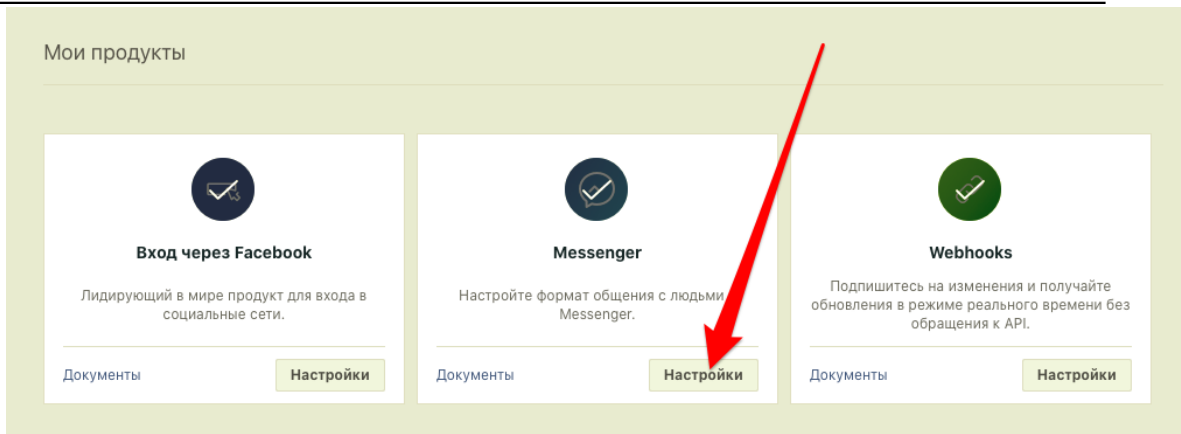 Мои продукты
Вход через Facebook
Лидирующий в мире продукт для входа в
социальные сети.
Документы
Настройки
Messenger
Настройте формат общения с людьми
Messenger.
Документы
Настройки
Webhooks
Подпишитесь на изменения и получайте
обновления в режиме реального времени без
обращения к API.
Документы
Настройки